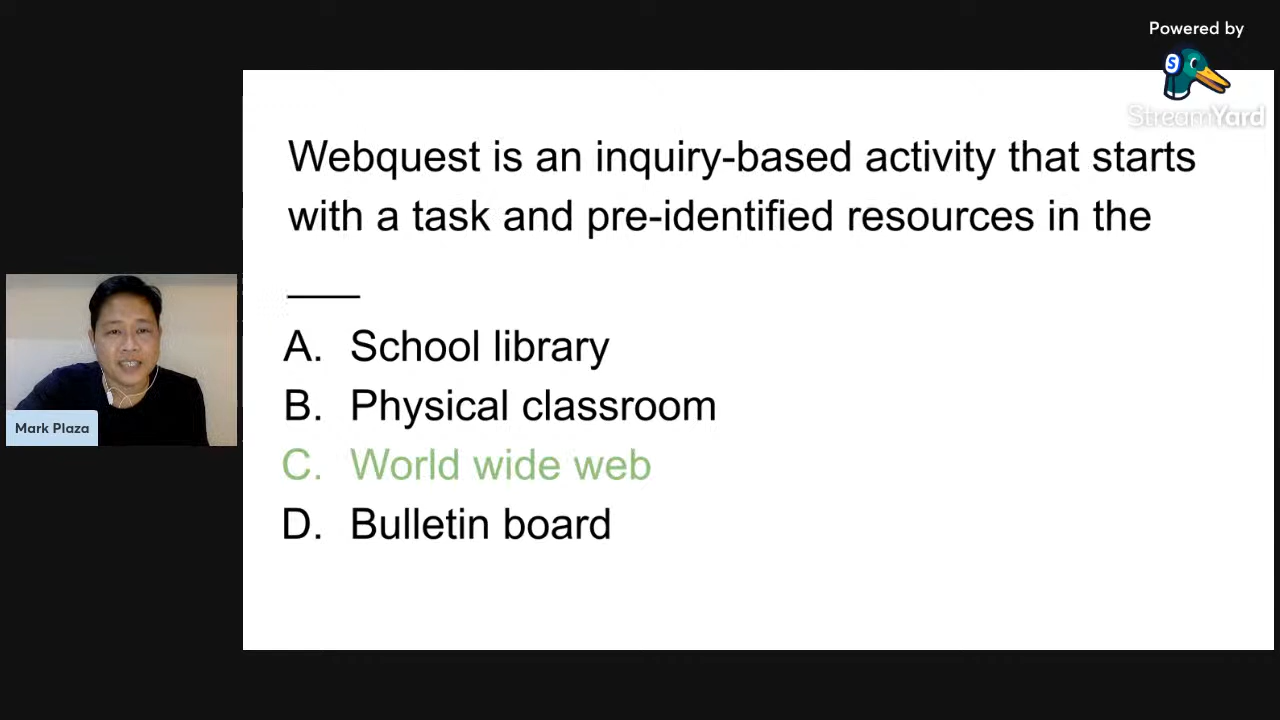 Powered by
S
StreamYard
Webquest is an inquiry-based activity that starts
with a task and pre-identified resources in the
___
A. School library
B. Physical classroom
C. World wide web
D. Bulletin board
Mark Plaza